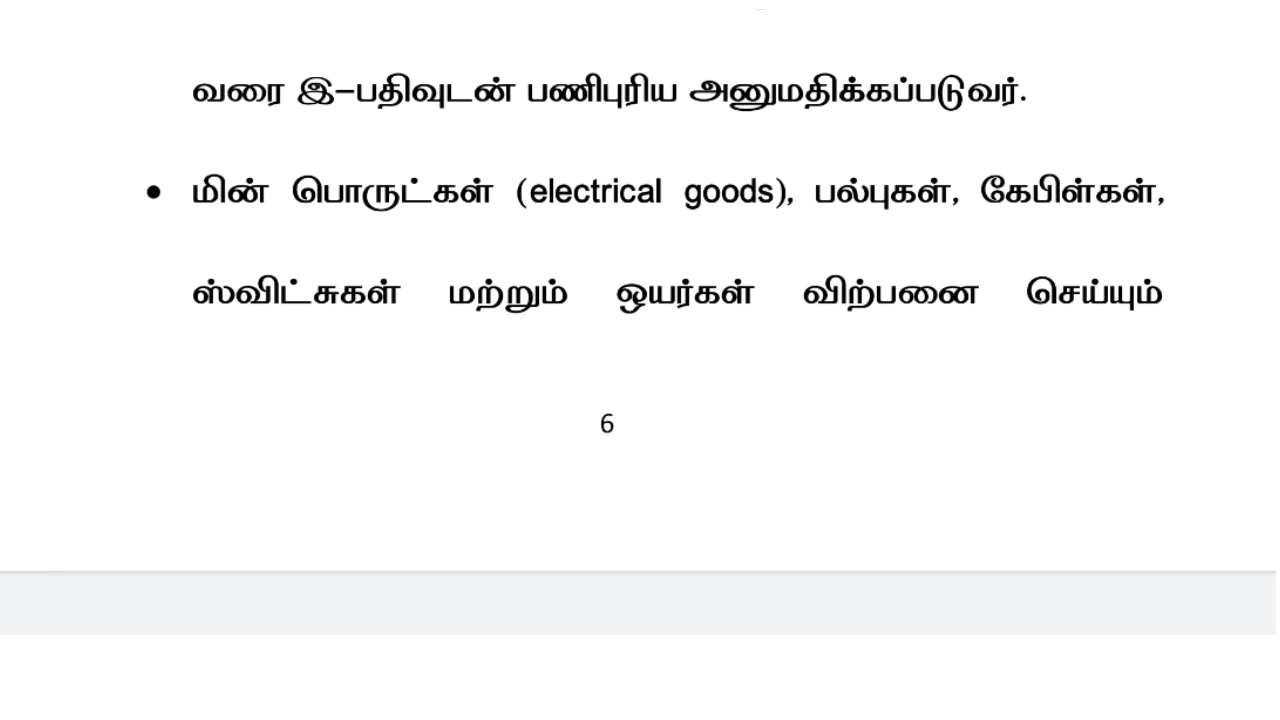 வரை இ–பதிவுடன் பணிபுரிய அனுமதிக்கப்படுவர்.
• மின் பொருட்கள் (electrical goods), பல்புகள், கேபிள்கள்,
ஸ்விட்சுகள் மற்றும் ஒயர்கள் விற்பனை செய்யும்
6